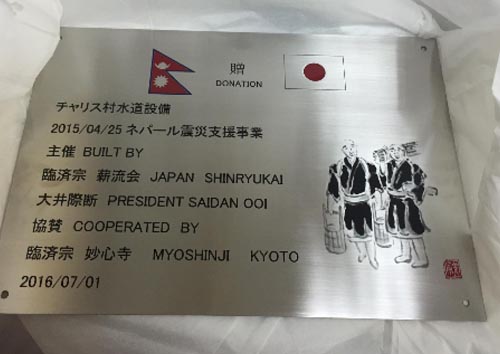 贈
DONATION
チャリス村水道設備
2015/04/25 ネパール震災支援事業
主催 BUILT BY
臨済宗 薪流会 JAPAN SHINRYUKAI
大井際断 PRESIDENT SAIDAN OOI
協賛 COOPERATED BY
臨済宗 妙心寺 MYOSHINJI KYOTO
2016/07/01